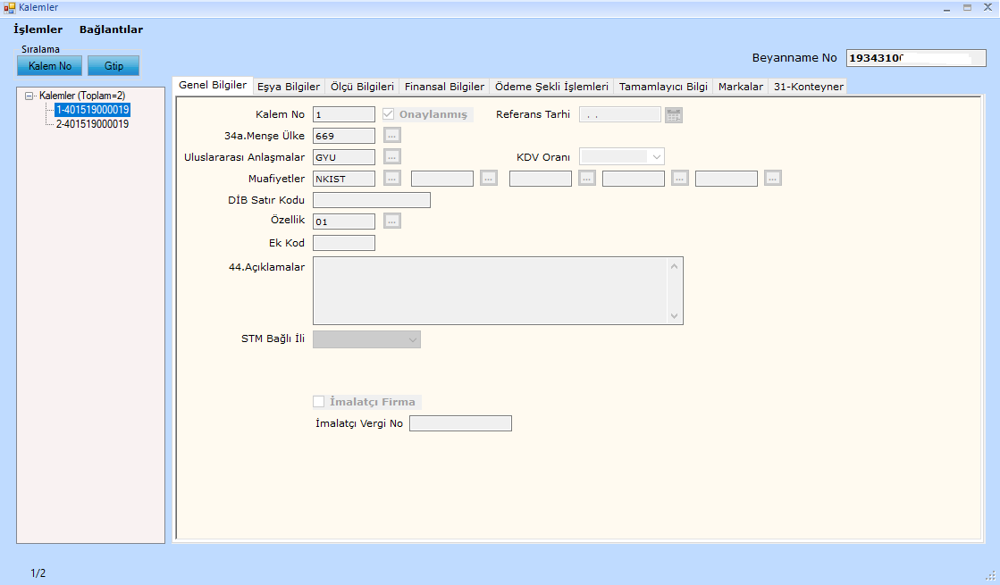 Kalemler
İşlemler Bağlantılar
Sıralama
Kalem No Gtip
Beyanname No 1934310
Kalemler (Toplam=2)
1-401519000019
2-401519000019
Genel Bilgiler Eşya Bilgiler Ölçü Bilgileri Finansal Bilgiler Ödeme Şekli İşlemleri Tamamlayıcı Bilgi Markalar 31-Konteyner
Kalem No 1 Onaylanmış Referans Tarhi . .
34a.Menşe Ülke 669 ...
Uluslararası Anlaşmalar GYU ... KDV Oranı
Muafiyetler NKIST ... ... ... ... ...
DİB Satır Kodu
Özellik 01 ...
Ek Kod
44.Açıklamalar
STM Bağlı İli
İmalatçı Firma
İmalatçı Vergi No
1/2